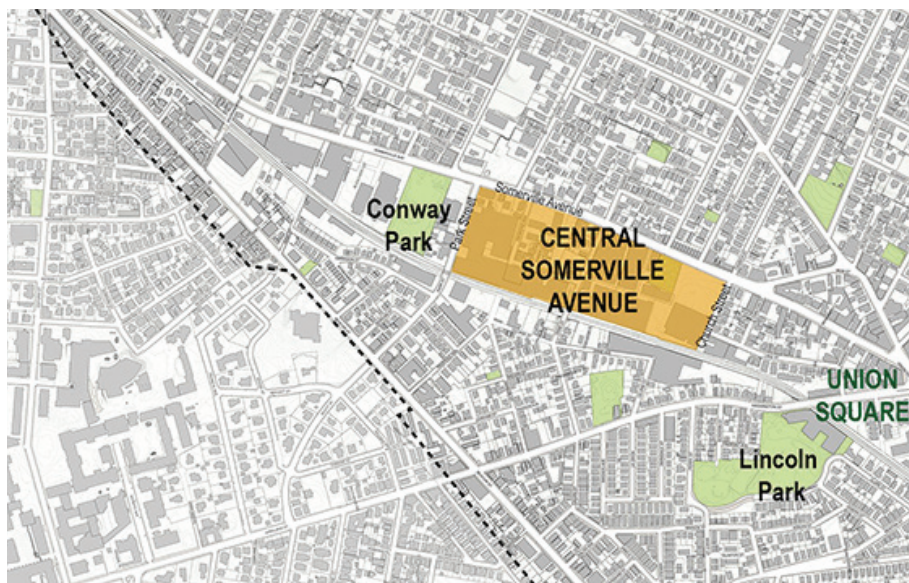 Somerville Avenue
Conway
Park
Park Street
CENTRAL
SOMERVILLE
AVENUE
Church Street
UNION
SQUARE
Lincoln
Park